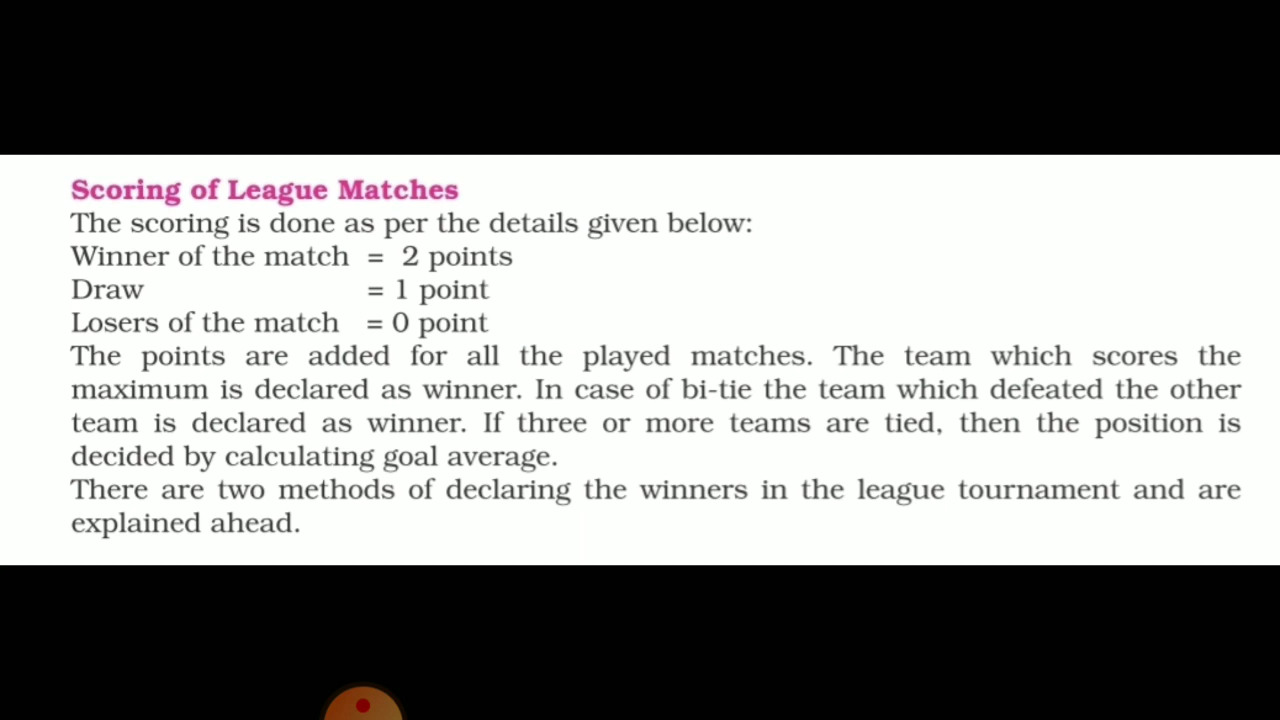 Scoring of League Matches
The scoring is done as per the details given below:
Winner of the match = 2 points
Draw = 1 point
Losers of the match = 0 point
The points are added for all the played matches. The team which scores the
maximum is declared as winner. In case of bi-tie the team which defeated the other
team is declared as winner. If three or more teams are tied, then the position is
decided by calculating goal average.
There are two methods of declaring the winners in the league tournament and are
explained ahead.